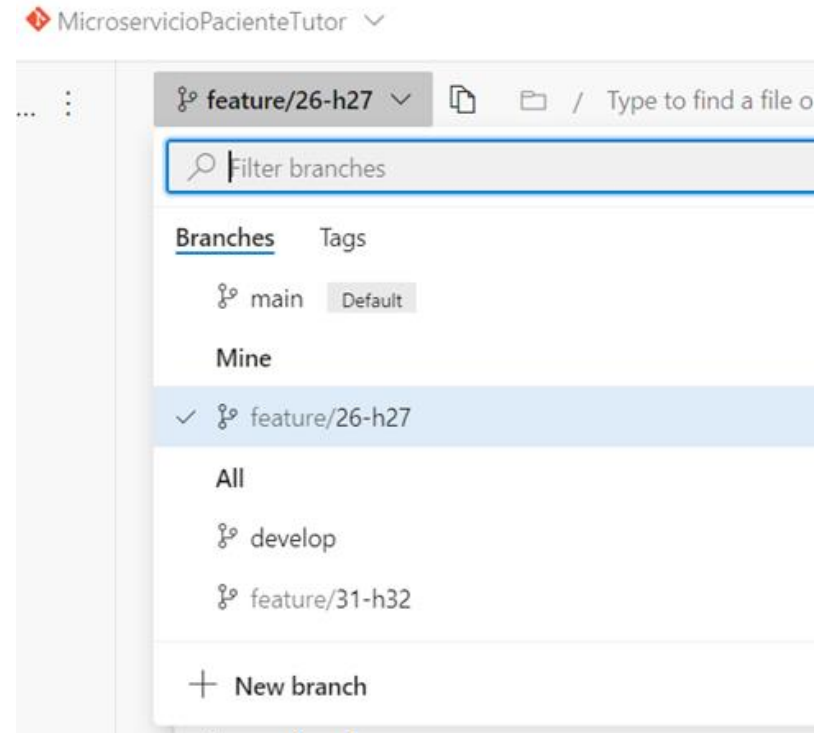 MicroservicioPacienteTutor
... feature/26-h27 / Type to find a file o
Filter branches
Branches Tags
main Default
Mine
feature/26-h27
All
develop
feature/31-h32
New branch